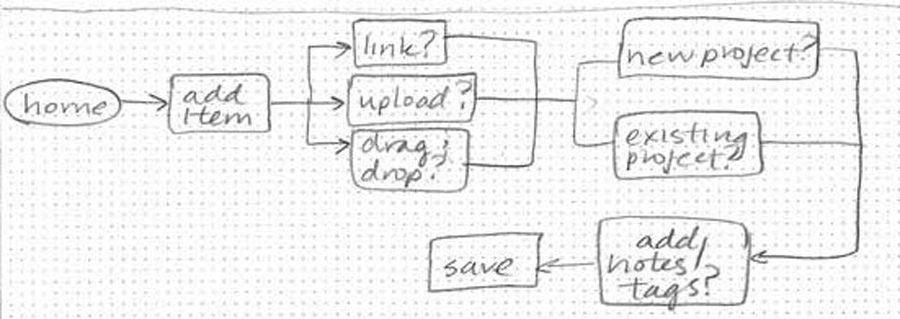 home
add
item
link?
upload?
drag &
drop?
new project?
existing
project?
add
notes/
tags?
save